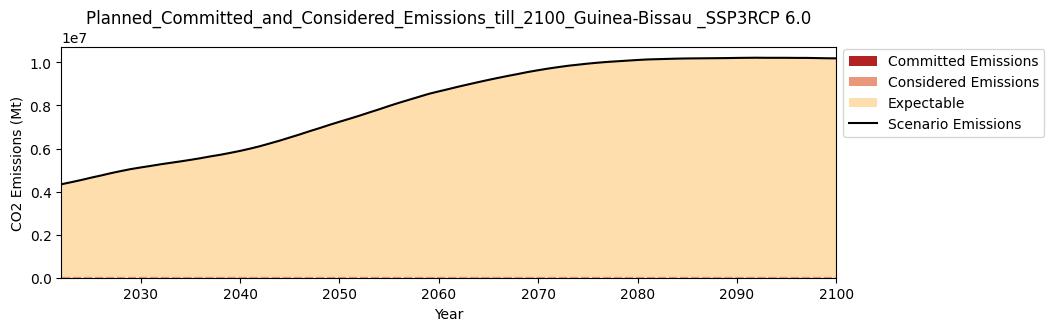 Planned_Committed_and_Considered_Emissions_till_2100_Guinea-Bissau _SSP3RCP 6.0
1e7
1.0
0.8
0.6
0.4
0.2
0.0
CO2 Emissions (Mt)
2030 2040 2050 2060 2070 2080 2090 2100
Year
Committed Emissions
Considered Emissions
Expectable
Scenario Emissions